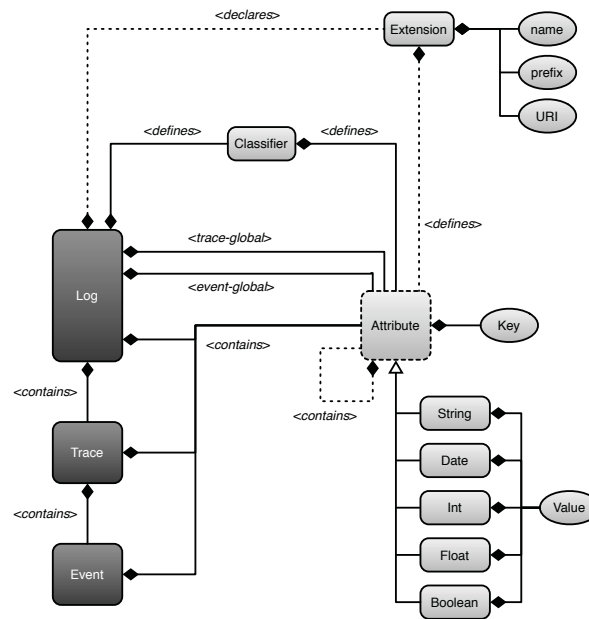 <declares>
Extension
name
prefix
URI
<defines>
Classifier
<defines>
<defines>
<trace-global>
<event-global>
Log
Attribute
Key
<contains>
<contains>
<contains>
String
Trace
Date
<contains>
Int
Value
Float
Event
Boolean